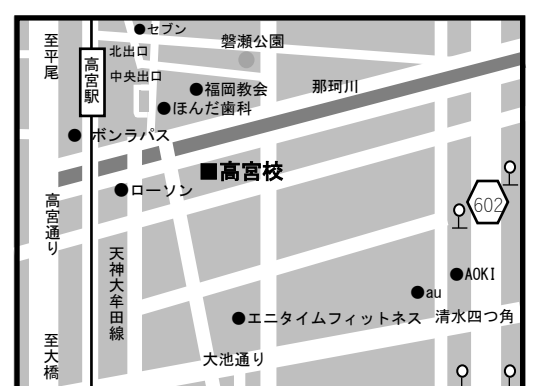 セブン
至平尾
磐瀬公園
北出口
高宮駅
中央出口
福岡教会
那珂川
ほんだ歯科
ボンラパス
高宮校
ローソン
高宮通り
602
天神大牟田線
AOKI
au
エニタイムフィットネス
清水四つ角
至大橋
大池通り